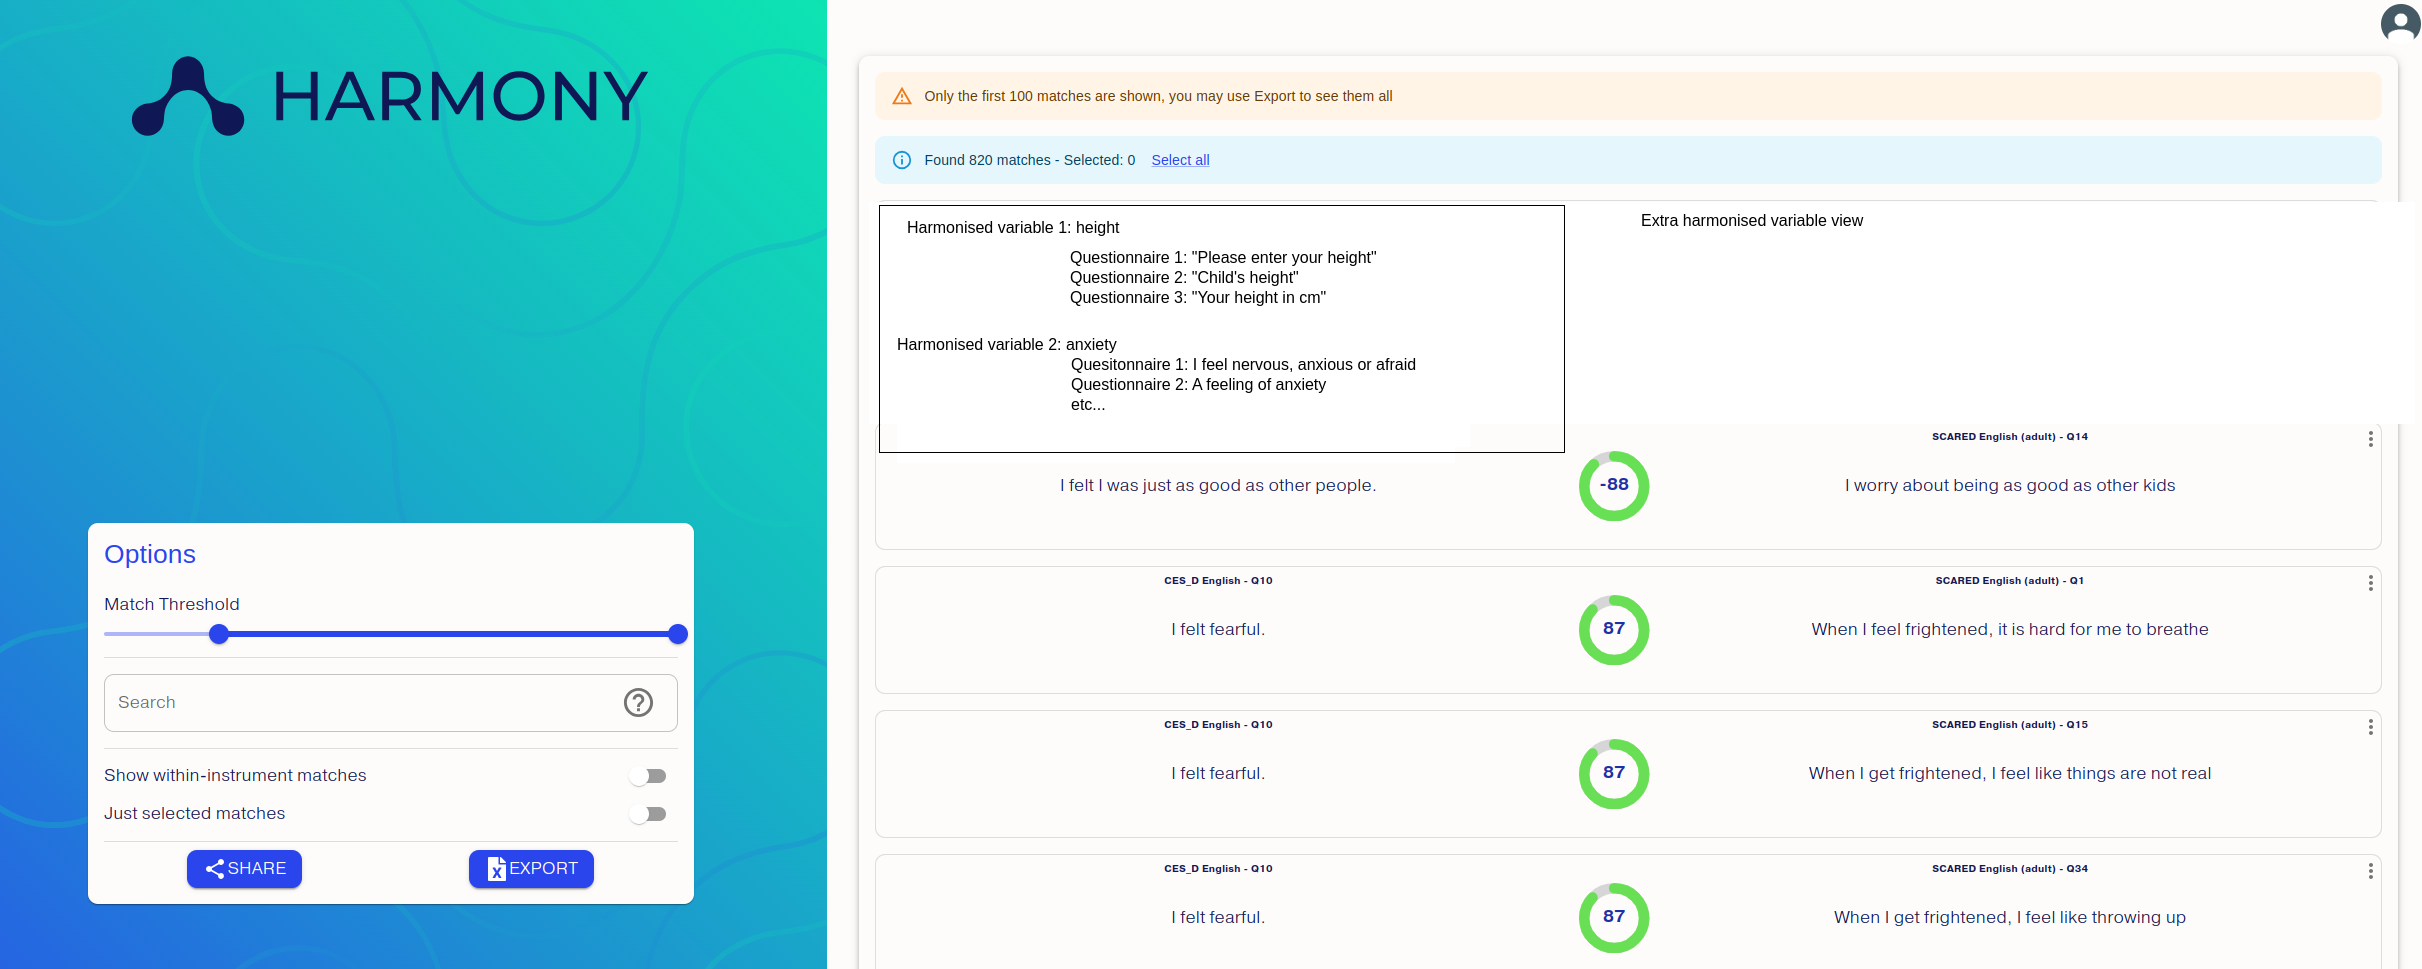 HARMONY
Options
Match Threshold
Search
Show within-instrument matches
Just selected matches
SHARE
EXPORT
Only the first 100 matches are shown, you may use Export to see them all
Found 820 matches - Selected: 0 Select all
Harmonised variable 1: height
Questionnaire 1: "Please enter your height"
Questionnaire 2: "Child's height"
Questionnaire 3: "Your height in cm"
Harmonised variable 2: anxiety
Quesitonnaire 1: I feel nervous, anxious or afraid
Questionnaire 2: A feeling of anxiety
etc...
Extra harmonised variable view
SCARED English (adult) - Q14
I felt I was just as good as other people.
-88
I worry about being as good as other kids
CES_D English - Q10
SCARED English (adult) - Q1
I felt fearful.
87
When I feel frightened, it is hard for me to breathe
CES_D English - Q10
SCARED English (adult) - Q15
I felt fearful.
87
When I get frightened, I feel like things are not real
CES_D English - Q10
SCARED English (adult) - Q34
I felt fearful.
87
When I get frightened, I feel like throwing up